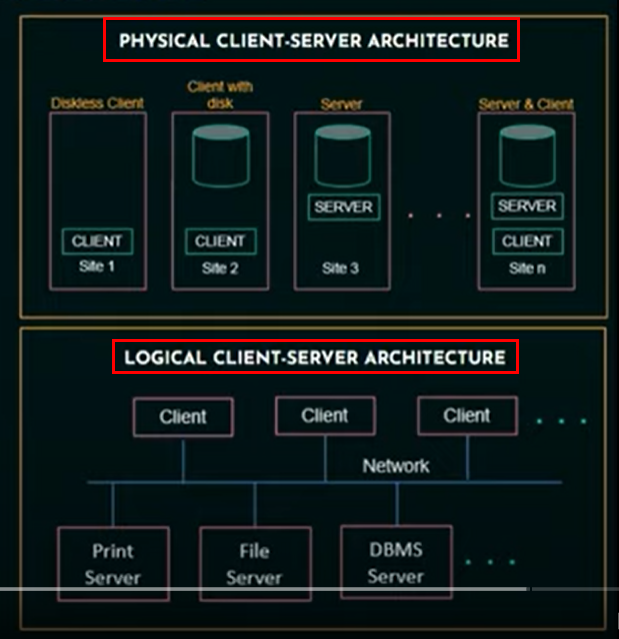 PHYSICAL CLIENT-SERVER ARCHITECTURE
Diskless Client
Client with
disk
Server
Server & Client
CLIENT
Site 1
CLIENT
Site 2
SERVER
Site 3
SERVER
CLIENT
Site n
LOGICAL CLIENT-SERVER ARCHITECTURE
Client
Client
Client
Network
Print
Server
File
Server
DBMS
Server